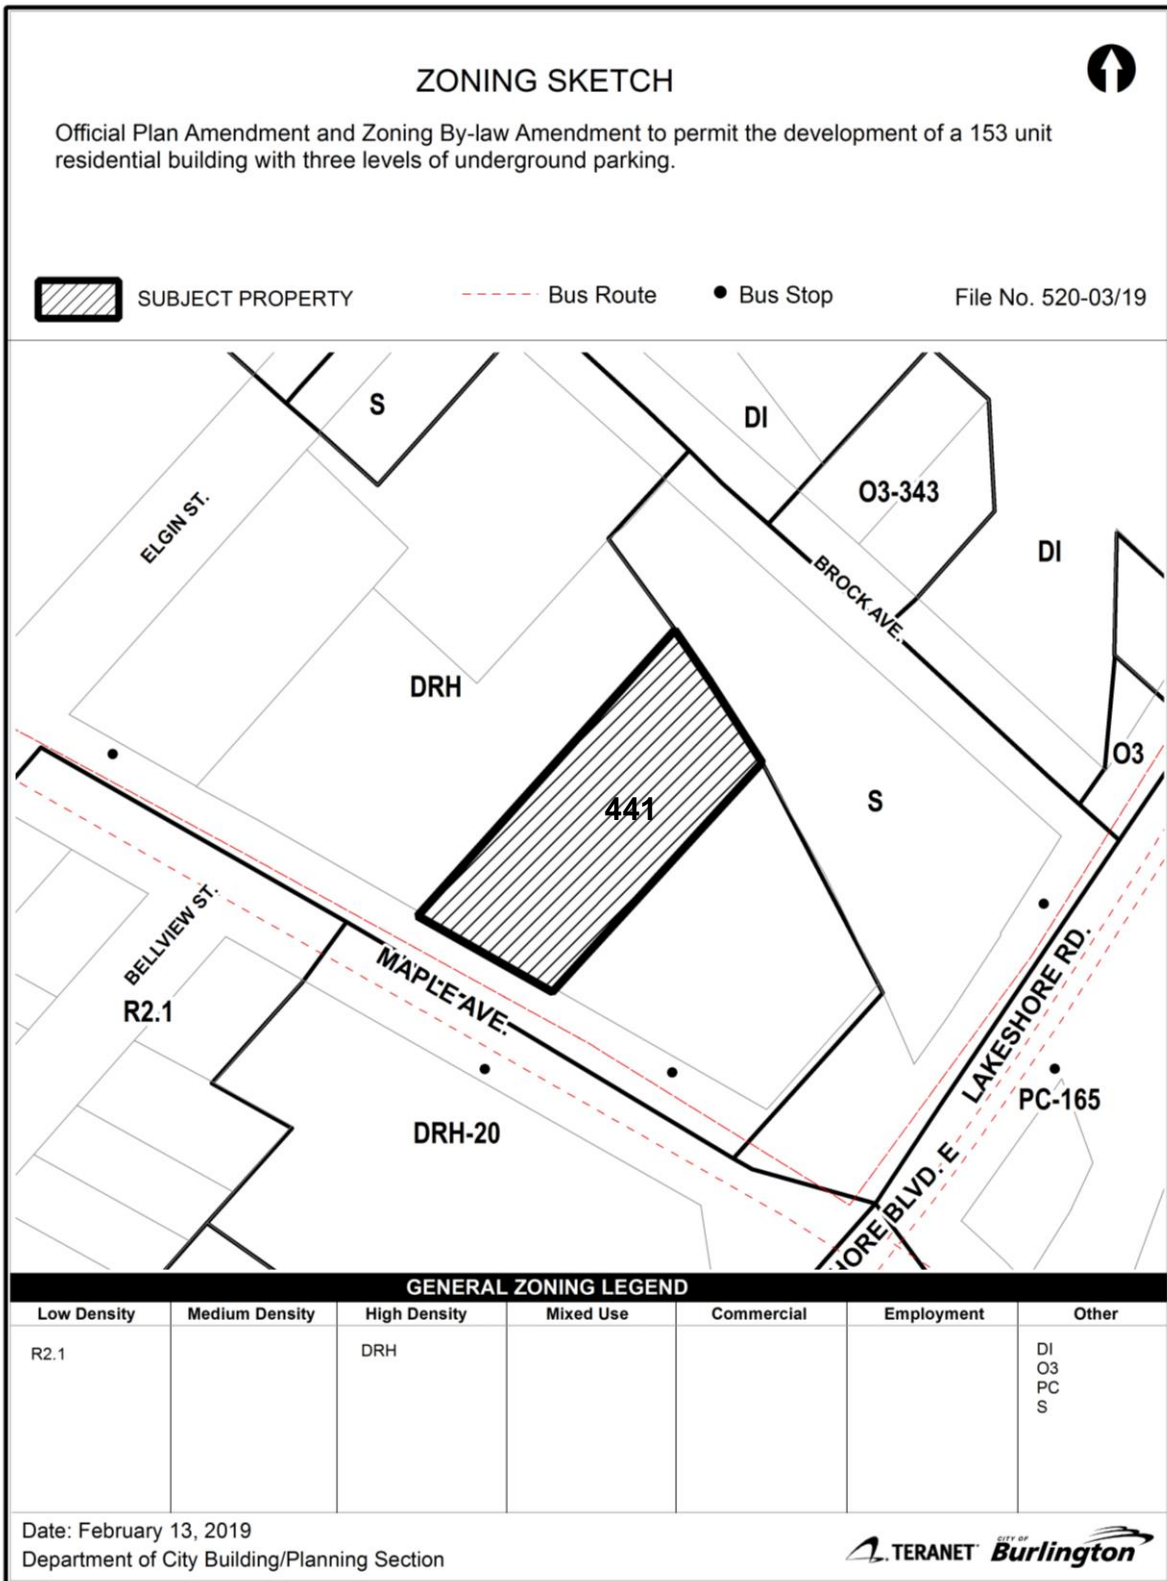 ZONING SKETCH
Official Plan Amendment and Zoning By-law Amendment to permit the development of a 153 unit
residential building with three levels of underground parking.
SUBJECT PROPERTY
Bus Route
Bus Stop
File No. 520-03/19
S
DI
O3-343
ELGIN ST.
DI
BROCK AVE.
DRH
O3
441
S
BELLVIEW ST.
MAPLE AVE.
R2.1
LAKESHORE RD.
PC-165
DRH-20
HORE BLVD. E
GENERAL ZONING LEGEND
Low Density
Medium Density
High Density
Mixed Use
Commercial
Employment
Other
R2.1
DRH
DI
O3
PC
S
Date: February 13, 2019
Department of City Building/Planning Section
TERANET
CITY OF
Burlington